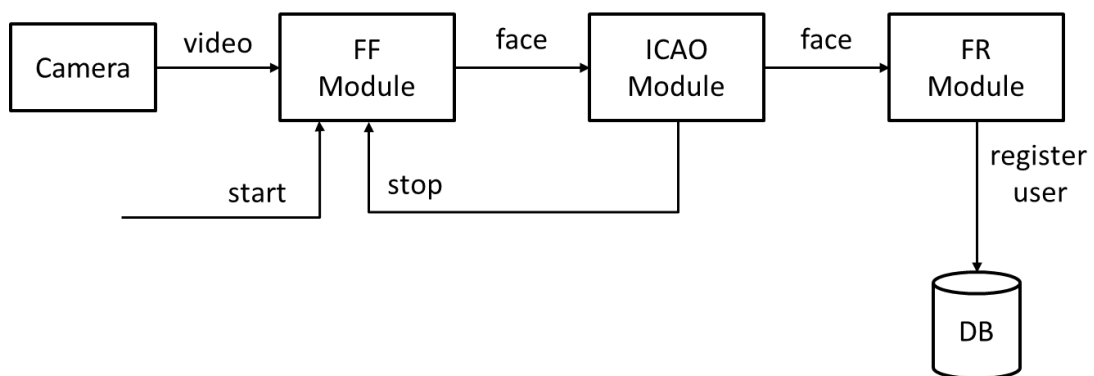 Camera
video
FF
Module
face
ICAO
Module
face
FR
Module
start
stop
register
user
DB